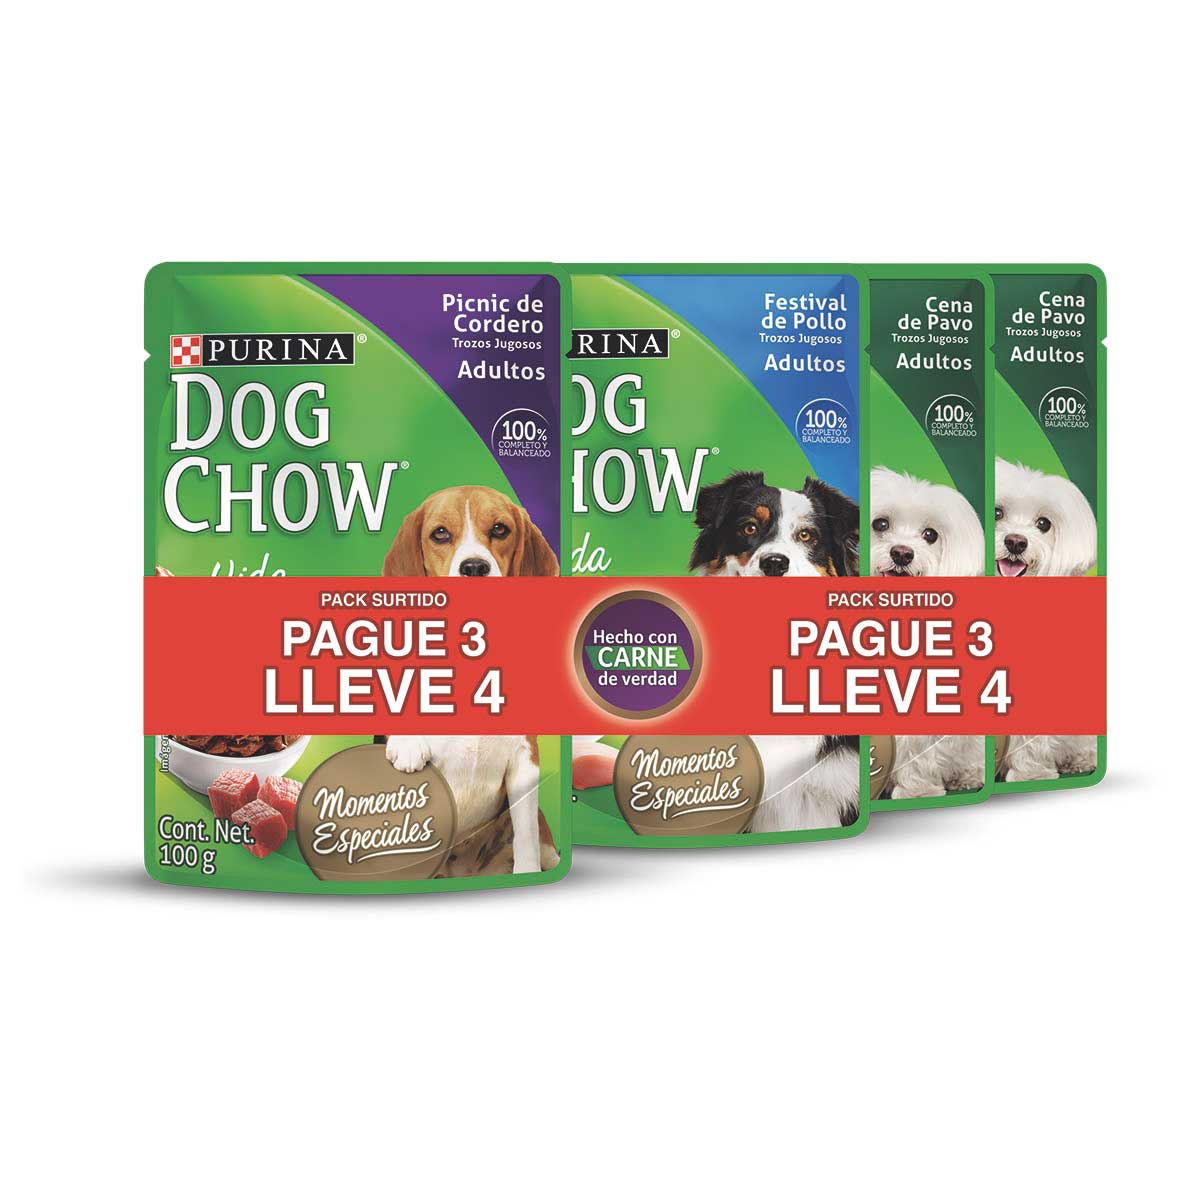 PURINA®
DOG
CHOW®
Vida
Picnic de
Cordero
Trozos Jugosos
Adultos
100%
COMPLETO Y
BALANCEADO
Momentos
Especiales
Cont. Net.
100 g
RINA®
OG
HOW®
da
Festival
de Pollo
Trozos Jugosos
Adultos
100%
COMPLETO Y
BALANCEADO
Momentos
Especiales
Cena
de Pavo
Trozos Jugosos
Adultos
100%
COMPLETO Y
BALANCEADO
Cena
de Pavo
Trozos Jugosos
Adultos
100%
COMPLETO Y
BALANCEADO
PACK SURTIDO
PAGUE 3
LLEVE 4
Hecho con
CARNE
de verdad
PACK SURTIDO
PAGUE 3
LLEVE 4